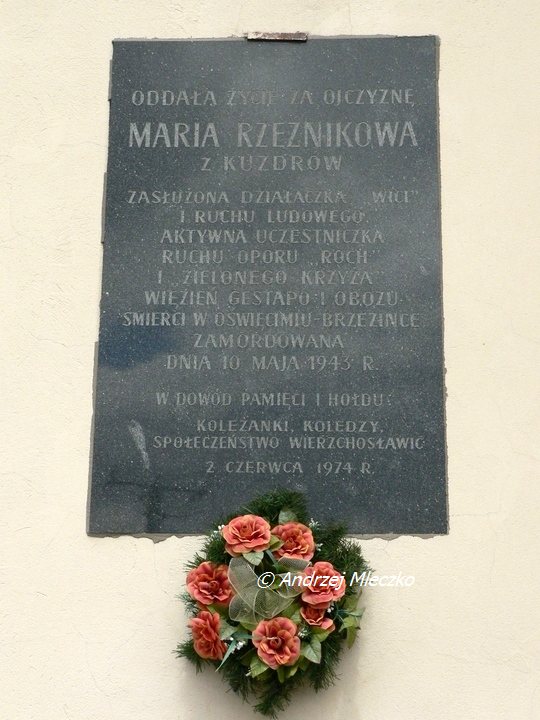 ODDAŁA ŻYCIE ZA OJCZYZNĘ
MARIA RZEŹNIKOWA
Z KUZDRÓW
ZASŁUŻONA DZIAŁACZKA "WICI"
I RUCHU LUDOWEGO,
AKTYWNA UCZESTNICZKA
RUCHU OPORU „ROCH"
I „ZIELONEGO KRZYŻA"
WIĘZIEŃ GESTAPO I OBOZU
ŚMIERCI W OŚWIĘCIMIU-BRZEZINCE
ZAMORDOWANA
DNIA 10 MAJA 1943 R.
W DOWÓD PAMIĘCI I HOŁDU:
KOLEŻANKI, KOLEDZY,
SPOŁECZEŃSTWO WIERZCHOSŁAWIC
2 CZERWCA 1974 R.
© Andrzej Mleczko